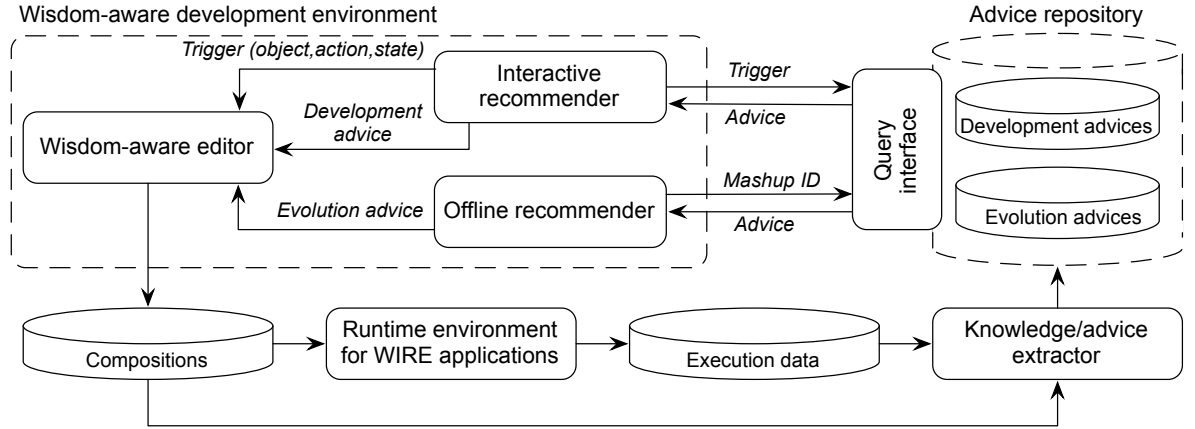 Wisdom-aware development environment
Advice repository
Trigger (object,action,state)
Interactive
recommender
Trigger
Advice
Development
advice
Wisdom-aware editor
Query
interface
Development advices
Mashup ID
Evolution advice
Offline recommender
Advice
Evolution advices
Compositions
Runtime environment
for WIRE applications
Execution data
Knowledge/advice
extractor